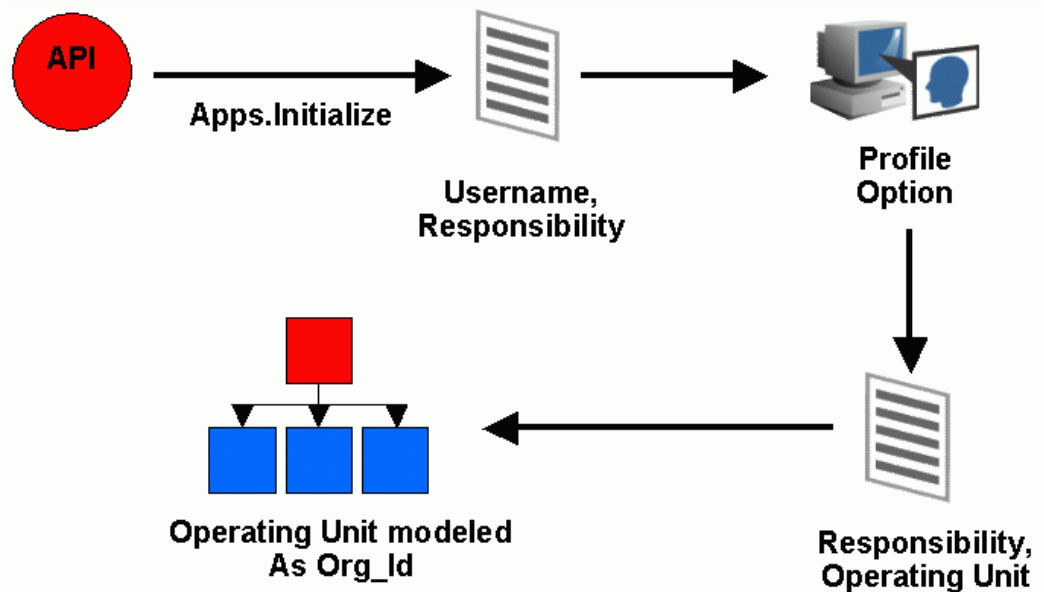 API
Apps.Initialize
Username,
Responsibility
Profile
Option
Responsibility,
Operating Unit
Operating Unit modeled
As Org_Id